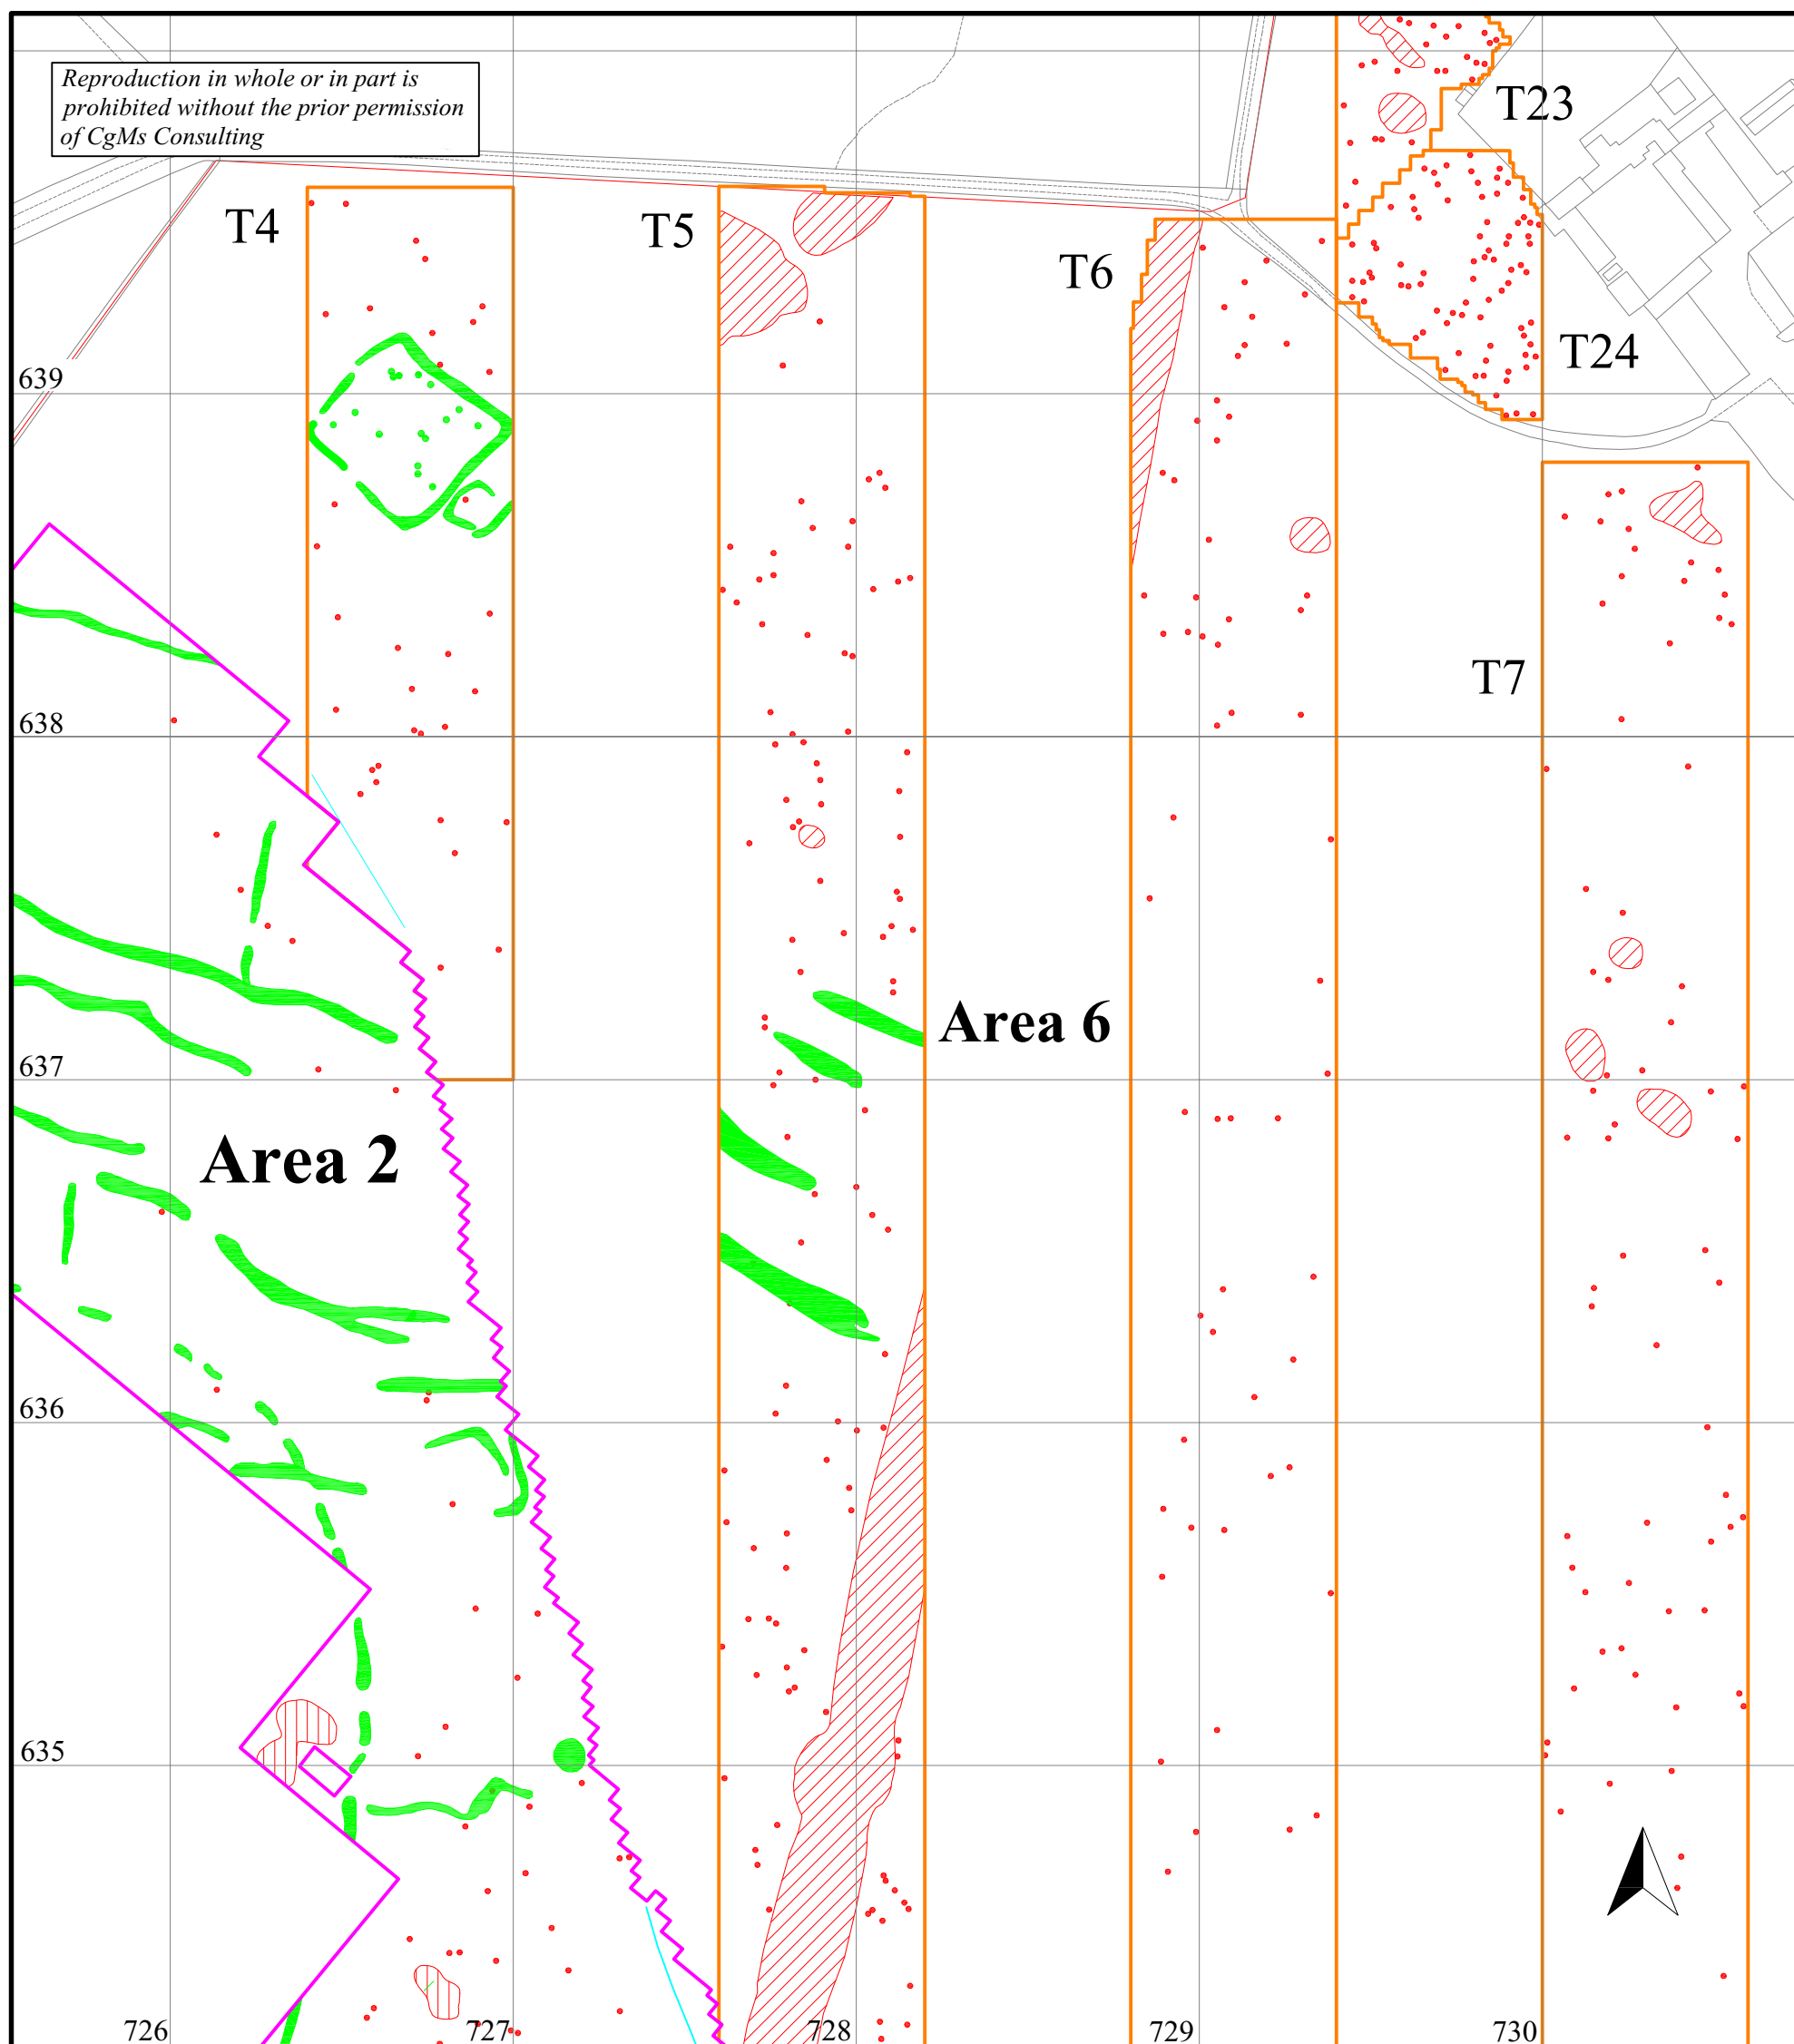 Reproduction in whole or in part is
prohibited without the prior permission
of CgMs Consulting
T23
T4
T5
T6
T24
639
T7
638
Area 6
637
Area 2
636
635
726
727
728
729
730